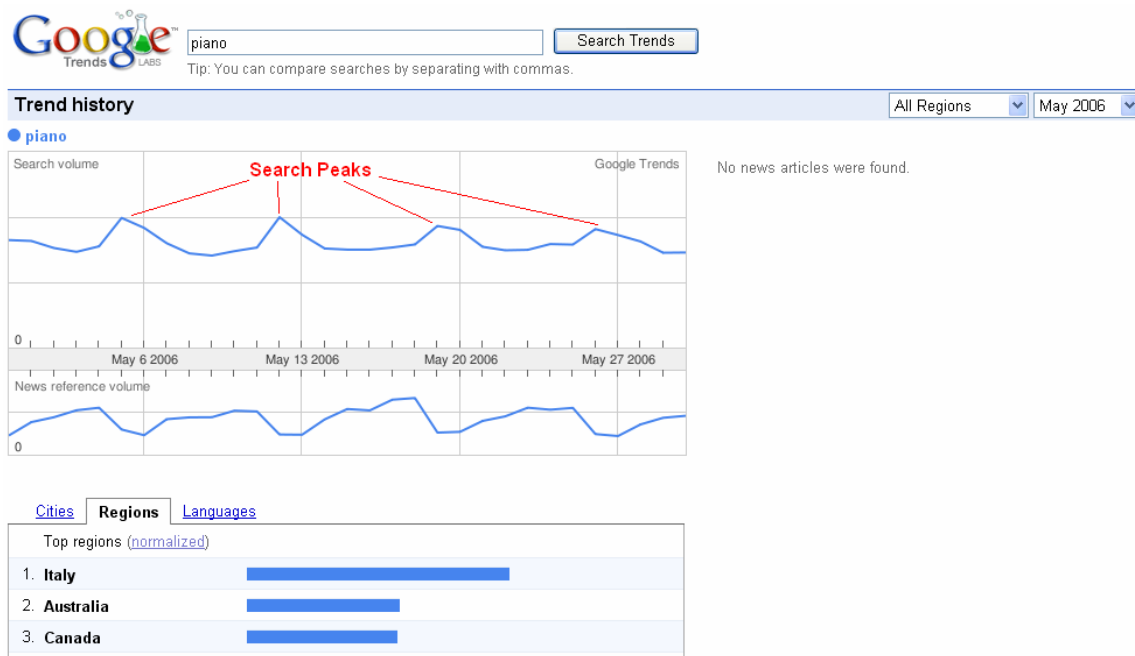 Google™
Trends LABS
piano
Search Trends
Tip: You can compare searches by separating with commas.
Trend history
All Regions
May 2006
piano
Search volume
Search Peaks
Google Trends
No news articles were found.
0
May 6 2006 May 13 2006 May 20 2006 May 27 2006
News reference volume
0
Cities Regions Languages
Top regions (normalized)
1. Italy
2. Australia
3. Canada